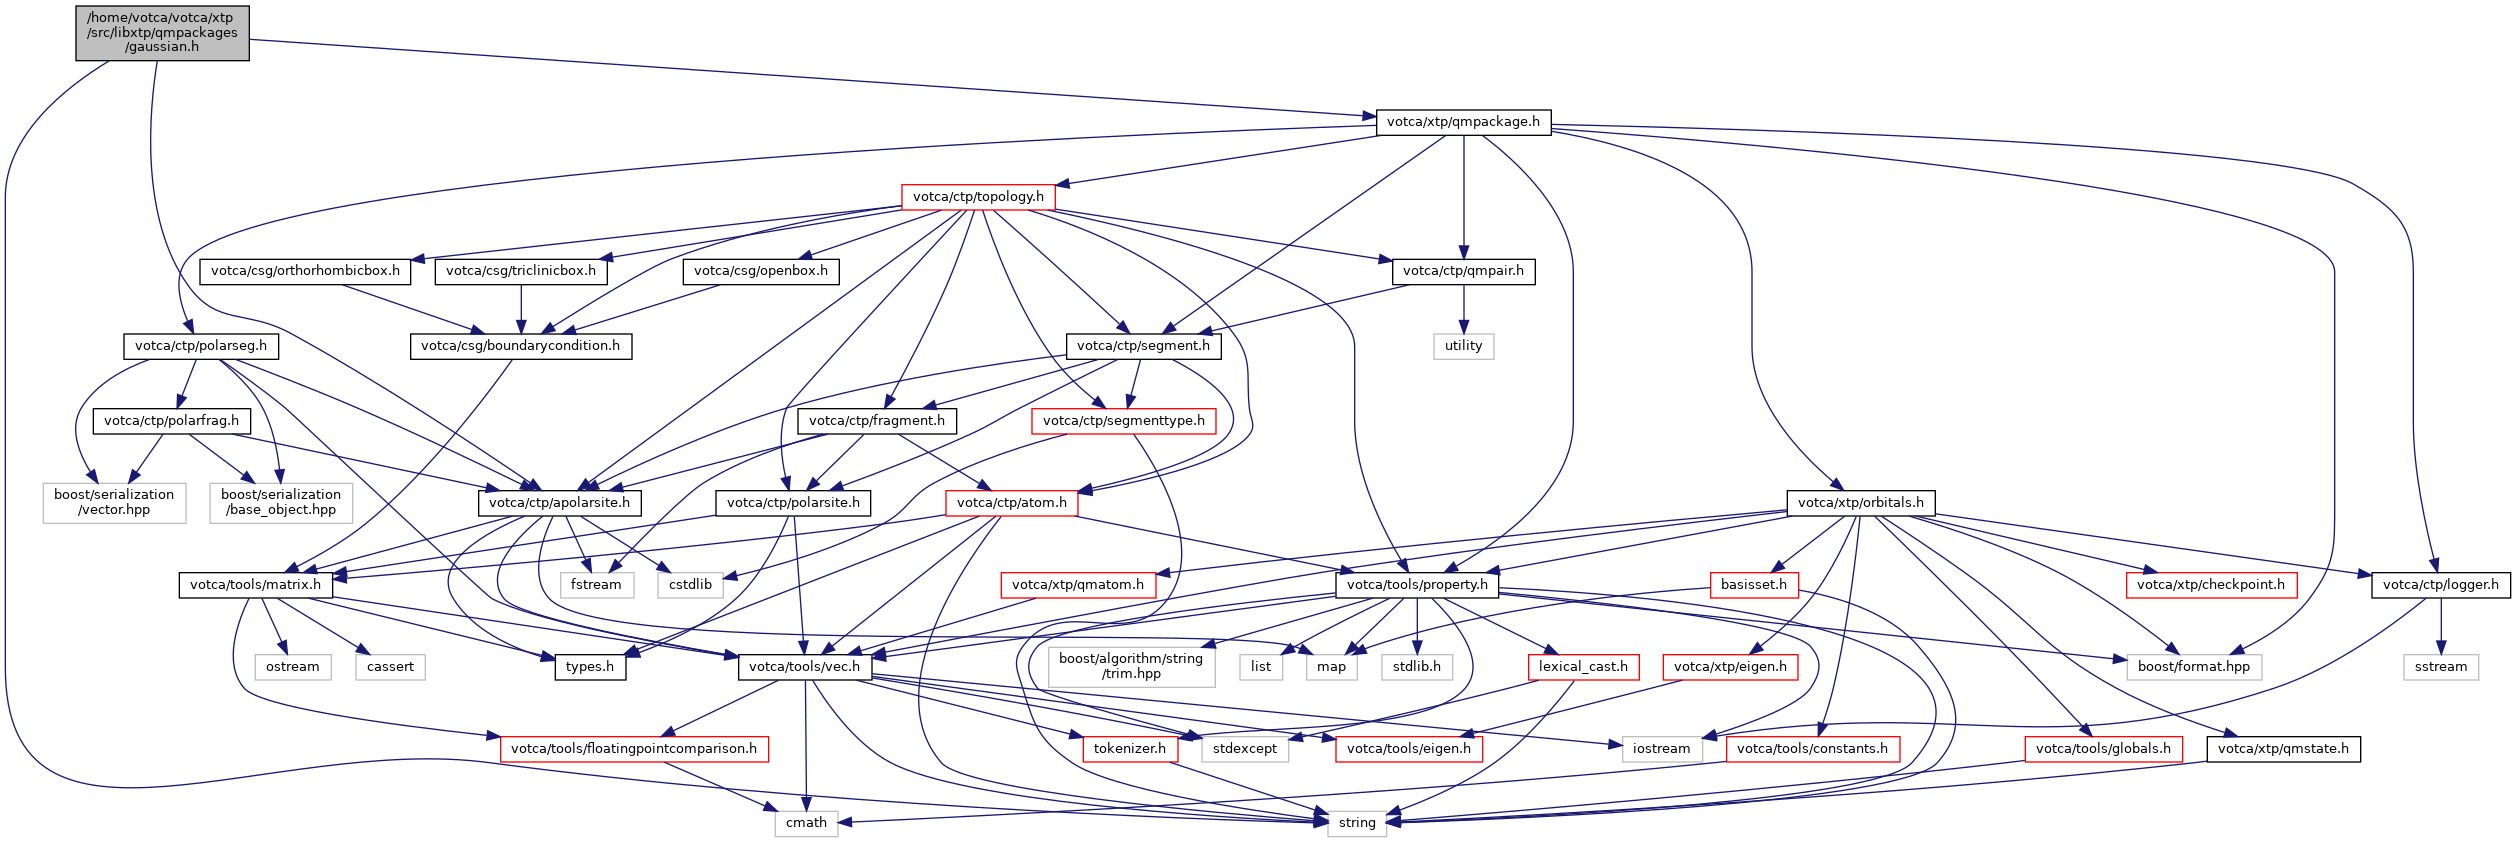 /home/votca/votca/xtp
/src/libxtp/qmpackages
/gaussian.h
votca/xtp/qmpackage.h
votca/ctp/topology.h
votca/csg/orthorhombicbox.h
votca/csg/triclinicbox.h
votca/csg/openbox.h
votca/ctp/qmpair.h
votca/ctp/polarseg.h
votca/csg/boundarycondition.h
votca/ctp/segment.h
utility
votca/ctp/polarfrag.h
votca/ctp/fragment.h
votca/ctp/segmenttype.h
boost/serialization
/vector.hpp
boost/serialization
/base_object.hpp
votca/ctp/apolarsite.h
votca/ctp/polarsite.h
votca/ctp/atom.h
votca/xtp/orbitals.h
votca/tools/matrix.h
fstream
cstdlib
votca/xtp/qmatom.h
votca/tools/property.h
basisset.h
votca/xtp/checkpoint.h
votca/ctp/logger.h
ostream
cassert
types.h
votca/tools/vec.h
boost/algorithm/string
/trim.hpp
list
map
stdlib.h
lexical_cast.h
votca/xtp/eigen.h
boost/format.hpp
sstream
votca/tools/floatingpointcomparison.h
tokenizer.h
stdexcept
votca/tools/eigen.h
iostream
votca/tools/constants.h
votca/tools/globals.h
votca/xtp/qmstate.h
cmath
string